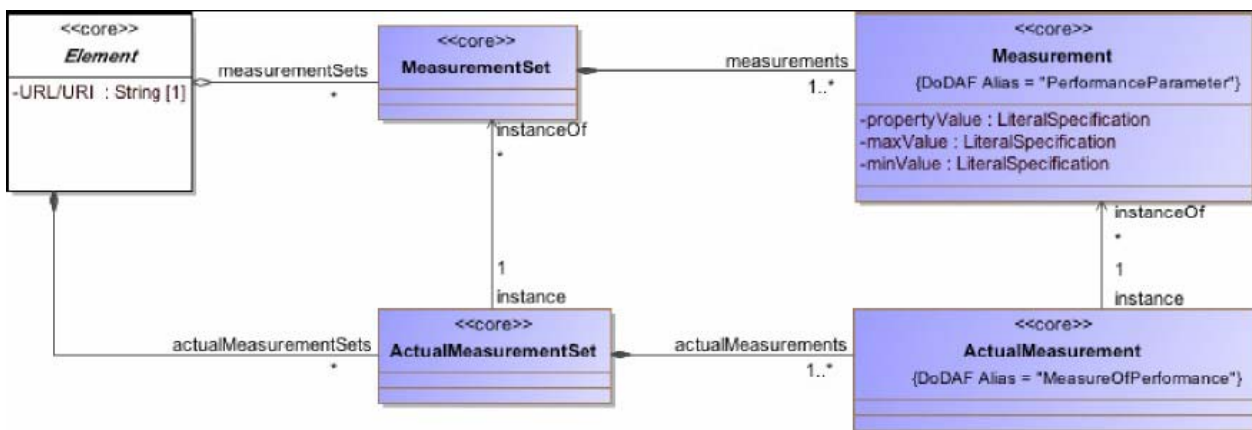 <<core>>
Element
-URL/URI : String [1]
measurementSets
*
<<core>>
MeasurementSet
measurements
1..*
<<core>>
Measurement
{DoDAF Alias = "PerformanceParameter"}
-propertyValue : LiteralSpecification
-maxValue : LiteralSpecification
-minValue : LiteralSpecification
instanceOf
*
1
instance
instanceOf
*
1
instance
actualMeasurementSets
*
<<core>>
ActualMeasurementSet
actualMeasurements
1..*
<<core>>
ActualMeasurement
{DoDAF Alias = "MeasureOfPerformance"}